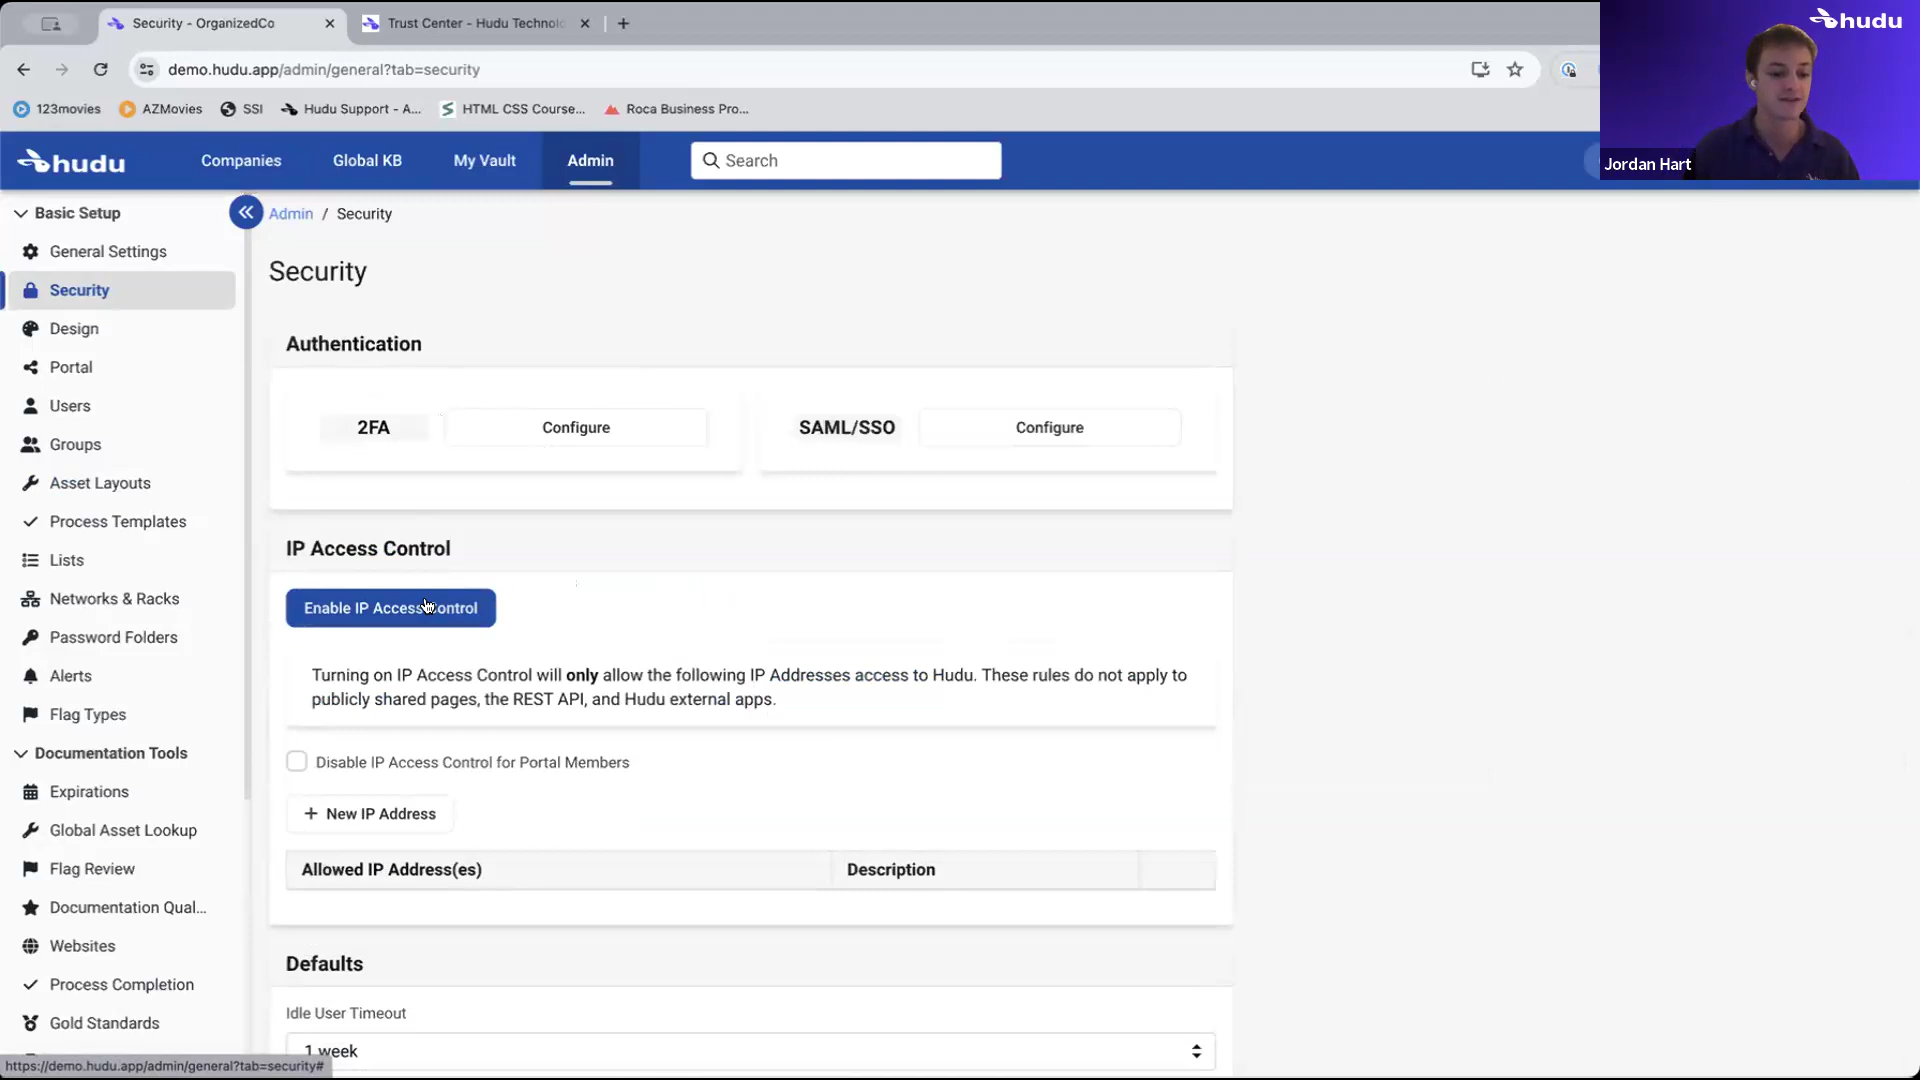 Security - OrganizedCo
Trust Center - Hudu Technol
demo.hudu.app/admin/general?tab=security
123movies
AZMovies
SSI
Hudu Support - A...
HTML CSS Course...
Roca Business Pro...
hudu
Jordan Hart
hudu
Companies
Global KB
My Vault
Admin
Search
Basic Setup
General Settings
Security
Design
Portal
Users
Groups
Asset Layouts
Process Templates
Lists
Networks & Racks
Password Folders
Alerts
Flag Types
Documentation Tools
Expirations
Global Asset Lookup
Flag Review
Documentation Qual...
Websites
Process Completion
Gold Standards
Admin / Security
Security
Authentication
2FA
Configure
SAML/SSO
Configure
IP Access Control
Enable IP Access Control
Turning on IP Access Control will only allow the following IP Addresses access to Hudu. These rules do not apply to
publicly shared pages, the REST API, and Hudu external apps.
Disable IP Access Control for Portal Members
+ New IP Address
Allowed IP Address(es)
Description
Defaults
Idle User Timeout
1 week
https://demo.hudu.app/admin/general?tab=security#